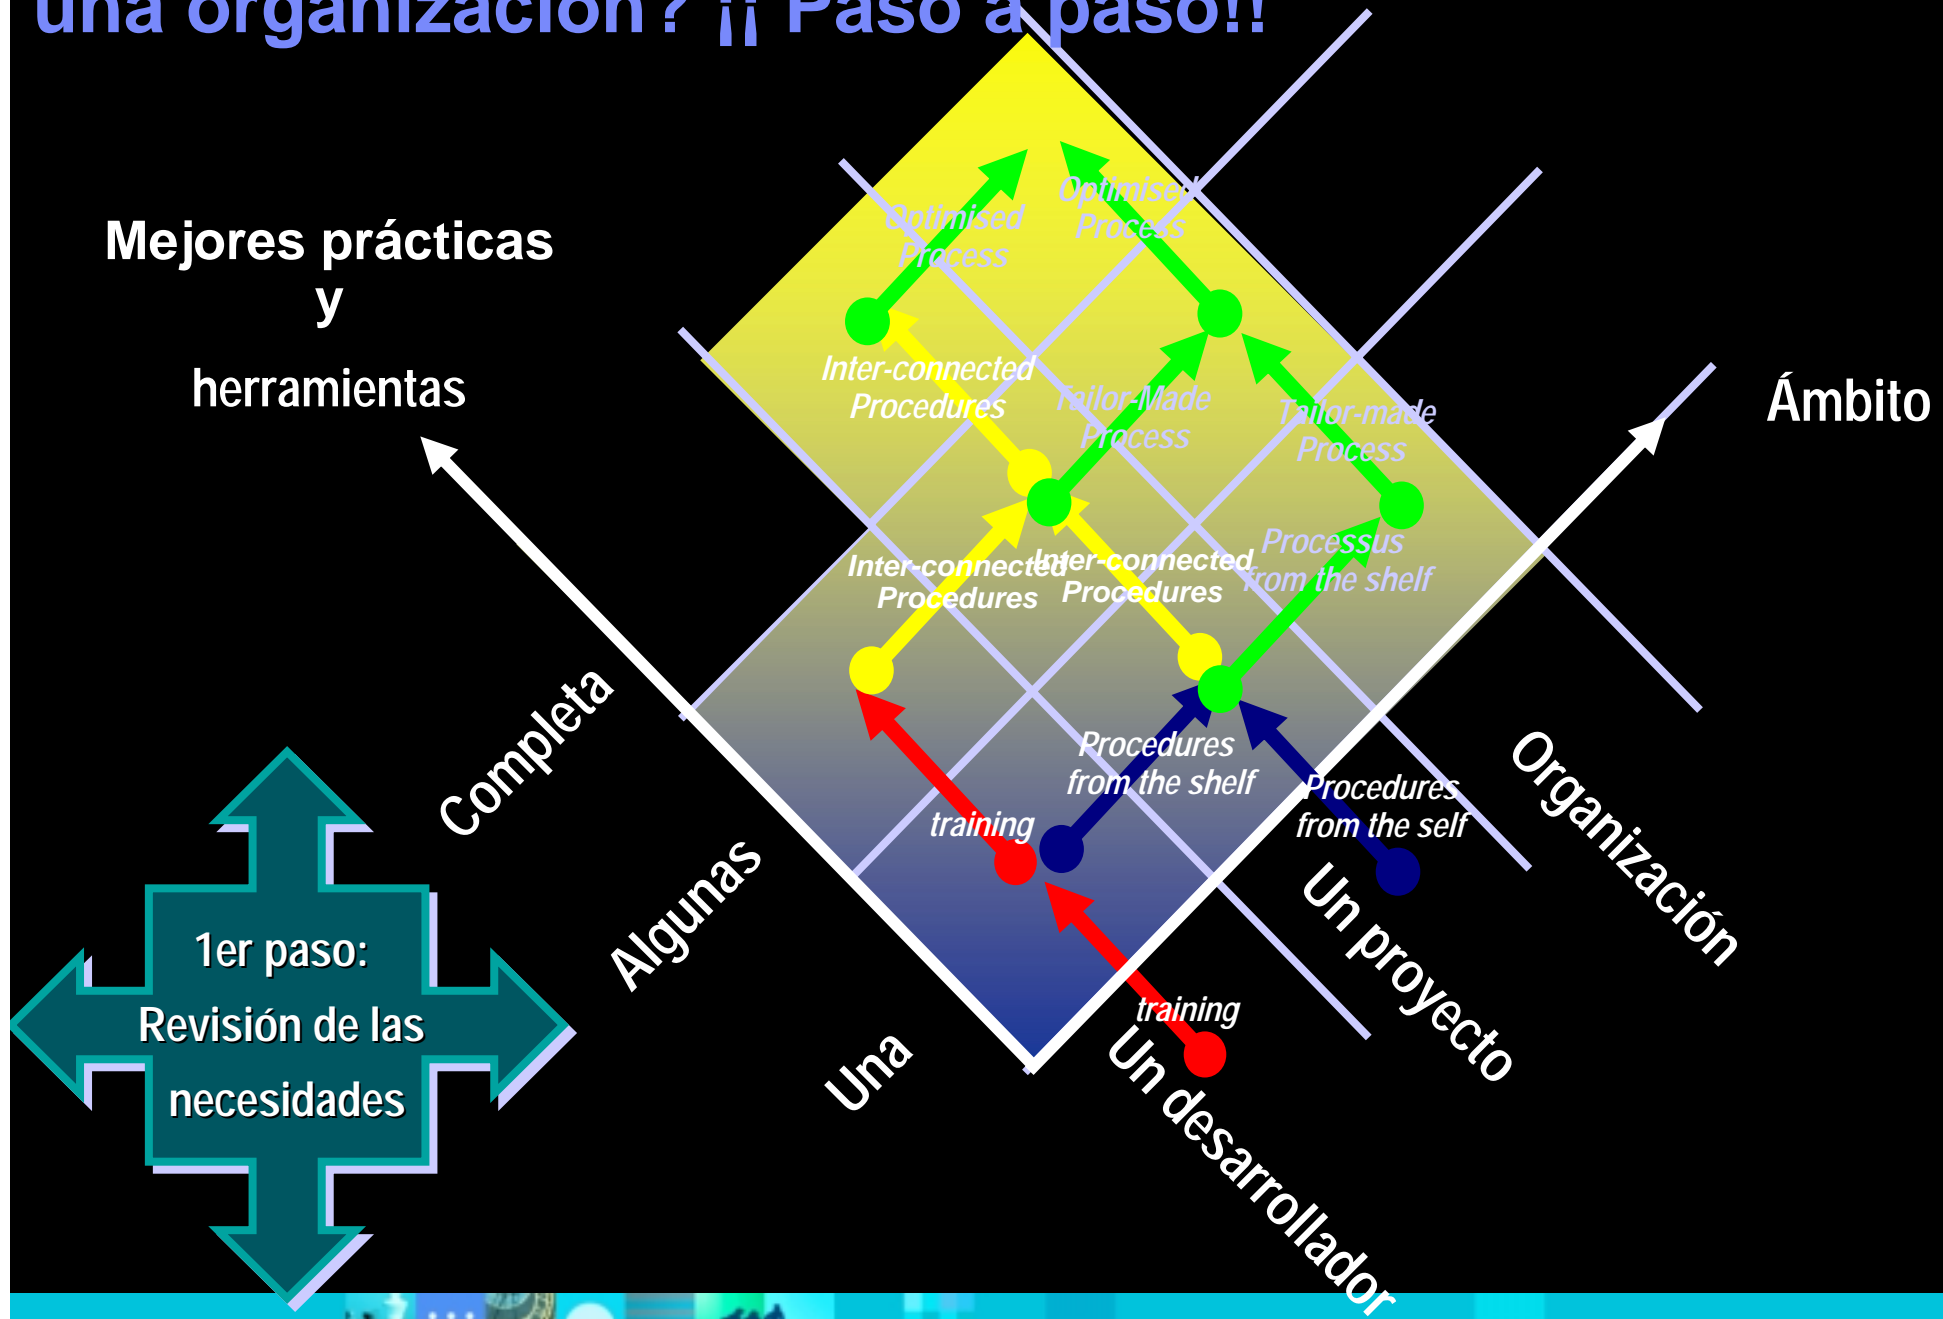 una organización? ¡¡ Paso a paso!!
Mejores prácticas
y
herramientas
Ámbito
Optimised
Process
Optimised
Process
Inter-connected
Procedures
Tailor-Made
Process
Tailor-made
Process
Inter-connected
Procedures
Inter-connected
Procedures
Processus
from the shelf
Procedures
from the shelf
Procedures
from the self
training
training
Completa
Algunas
Una
Organización
Un proyecto
Un desarrollador
1er paso:
Revisión de las
necesidades